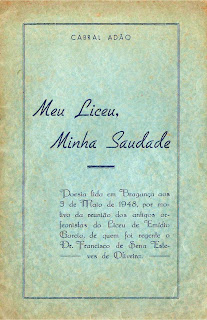 CABRAL ADÃO
Meu Liceu,
Minha Saudade
Poesia lida em Bragança aos
3 de Maio de 1948, por mo-
tivo da reunião dos antigos or-
feonistas do Liceu de Emídio
Garcia, de quem foi regente o
Dr. Francisco de Sena Este-
ves de Oliveira.